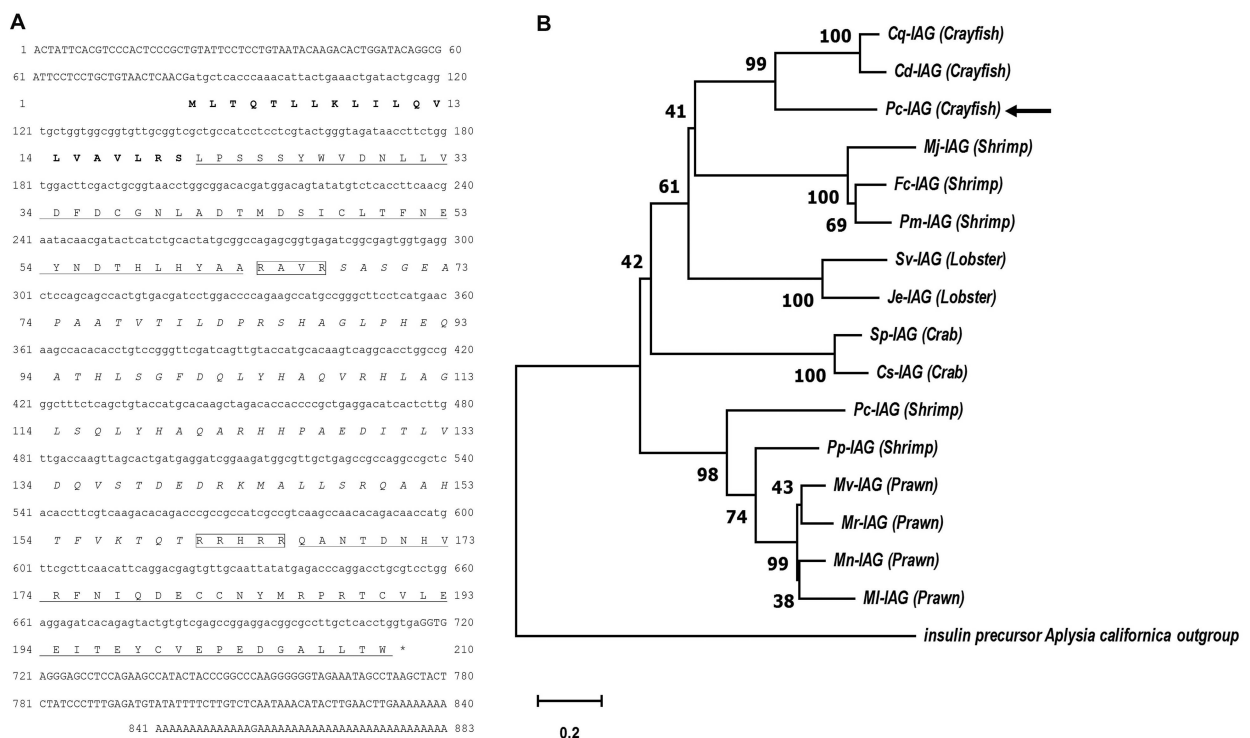 A
1 ACTATTCACGTCCCACTCCCGCTGTATTCCTCCTGTAATACAAGACACTGGATACAGGCG 60
61 ATTCCTCCTGCTGTAACTCAACGatgctcacccaaacattactgaaactgatactgcagg 120
1 M L T Q T L L K L I L Q V 13
121 tgctggtggcggtgttgcggtcgctgccatcctcctcgtactgggtagataaccttctgg 180
14 L V A V L R S L P S S S Y W V D N L L V 33
181 tggacttcgactgcggtaacctggcggacacgatggacagtatatgtctcaccttcaacg 240
34 D F D C G N L A D T M D S I C L T F N E 53
241 aatacaacgatactcatctgcactatgcggccagagcggtgagatcggcgagtggtgagg 300
54 Y N D T H L H Y A A R A V R S A S G E A 73
301 ctccagcagccactgtgacgatcctggaccccagaagccatgccgggcttcctcatgaac 360
74 P A A T V T I L D P R S H A G L P H E Q 93
361 aagccacacacctgtccgggttcgatcagttgtaccatgcacaagtcaggcacctggccg 420
94 A T H L S G F D Q L Y H A Q V R H L A G 113
421 ggctttctcagctgtaccatgcacaagctagacaccaccccgctgaggacatcactcttg 480
114 L S Q L Y H A Q A R H H P A E D I T L V 133
481 ttgaccaagttagcactgatgaggatcggaagatggcgttgctgagccgccaggccgctc 540
134 D Q V S T D E D R K M A L L S R Q A A H 153
541 acaccttcgtcaagacacagacccgccgccatcgccgtcaagccaacacagacaaccatg 600
154 T F V K T Q T R R H R R Q A N T D N H V 173
601 ttcgcttcaacattcaggacgagtgttgcaattatatgagacccaggacctgcgtcctgg 660
174 R F N I Q D E C C N Y M R P R T C V L E 193
661 aggagatcacagagtactgtgtcgagccggaggacggcgccttgctcacctggtgaGGTG 720
194 E I T E Y C V E P E D G A L L T W * 210
721 AGGGAGCCTCCAGAAGCCATACTACCCGGCCCAAGGGGGGTAGAAATAGCCTAAGCTACT 780
781 CTATCCCTTTGAGATGTATATTTTCTTGTCTCAATAAACATACTTGAACTTGAAAAAAAA 840
841 AAAAAAAAAAAAAAGAAAAAAAAAAAAAAAAAAAAAAAAAAAA 883
B
Cq-IAG (Crayfish)
100
Cd-IAG (Crayfish)
99
Pc-IAG (Crayfish)
41
Mj-IAG (Shrimp)
Fc-IAG (Shrimp)
100
61
69
Pm-IAG (Shrimp)
Sv-IAG (Lobster)
42
100
Je-IAG (Lobster)
Sp-IAG (Crab)
100
Cs-IAG (Crab)
Pc-IAG (Shrimp)
Pp-IAG (Shrimp)
98
43
Mv-IAG (Prawn)
74
Mr-IAG (Prawn)
Mn-IAG (Prawn)
99
38
Ml-IAG (Prawn)
insulin precursor Aplysia californica outgroup
0.2